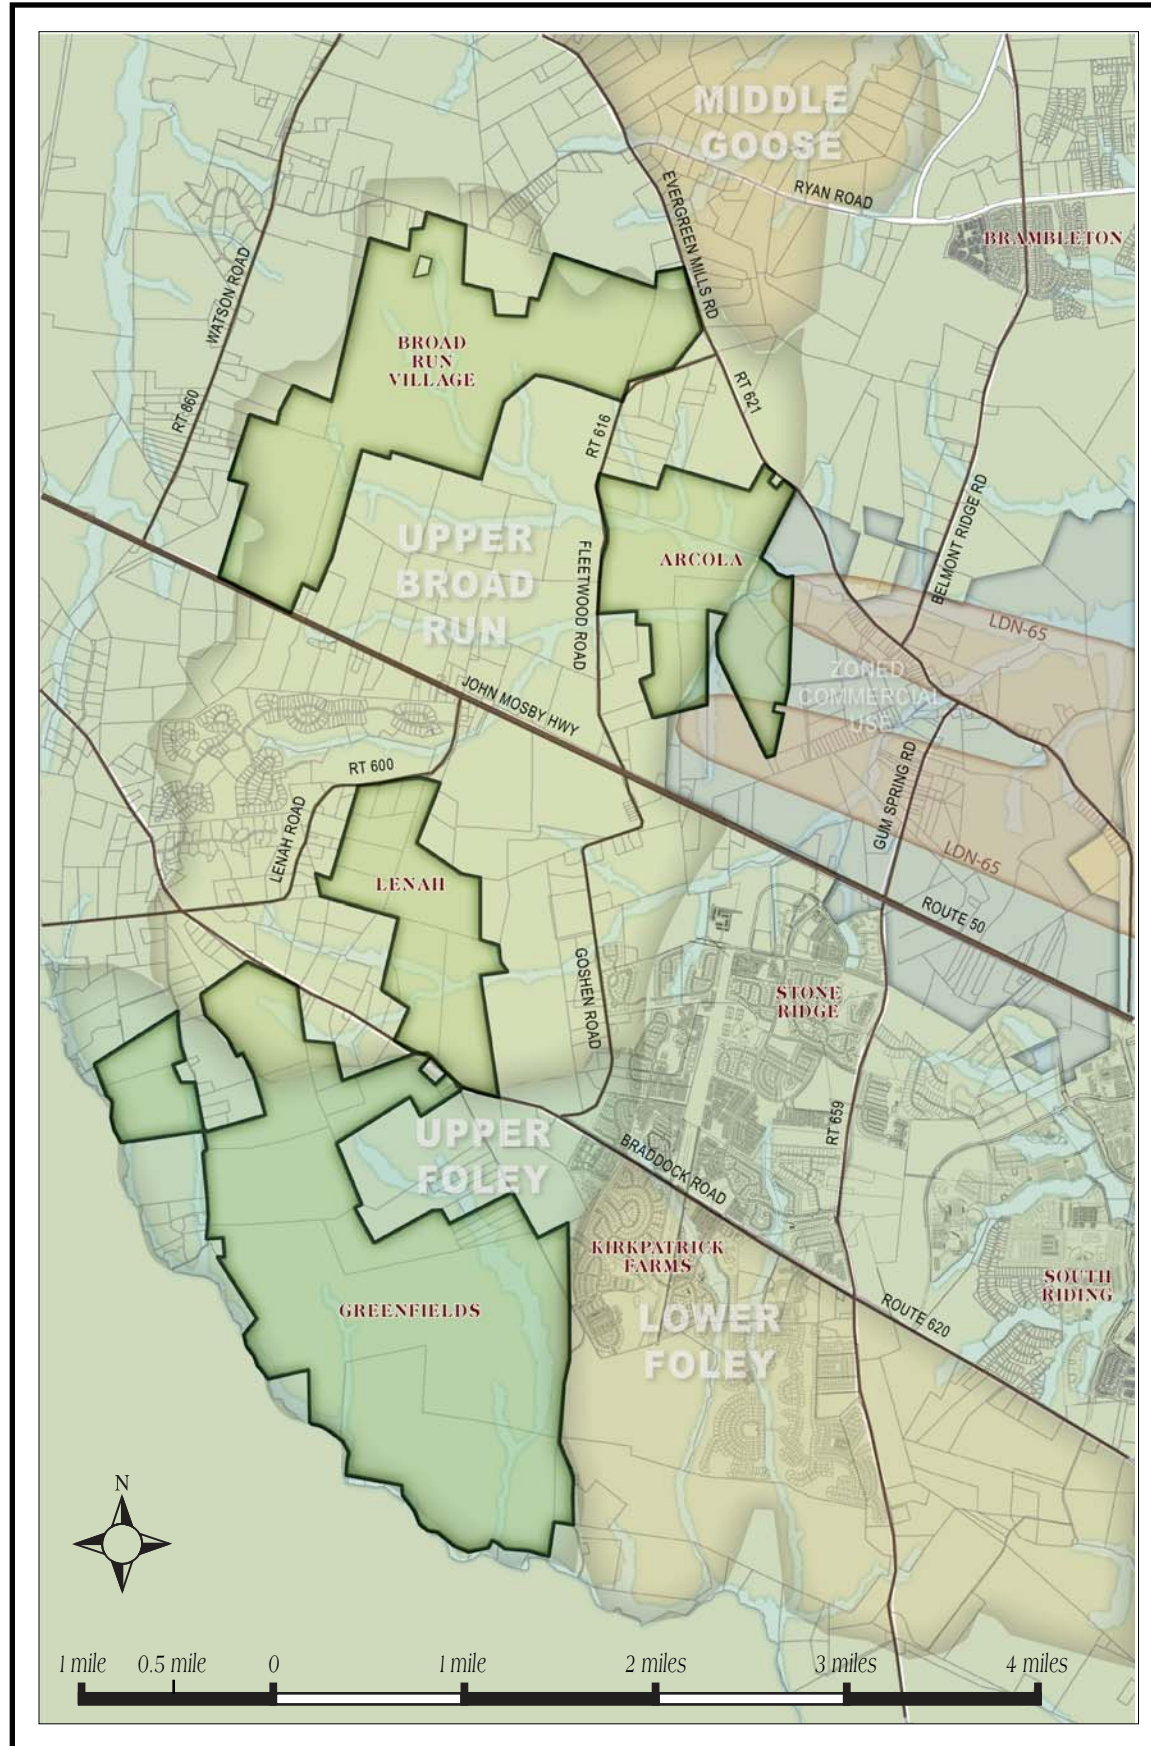 MIDDLE
GOOSE
RYAN ROAD
EVERGREEN MILLS RD
BRAMBLETON
WATSON ROAD
RT 860
BROAD
RUN
VILLAGE
RT 621
RT 616
BELMONT RIDGE RD
UPPER
BROAD
RUN
FLEETWOOD ROAD
ARCOLA
LDN-65
ZONED
COMMERCIAL
USE
JOHN MOSBY HWY
GUM SPRING RD
RT 600
LENAH ROAD
LENAH
LDN-65
ROUTE 50
GOSHEN ROAD
STONE
RIDGE
RT 659
UPPER
FOLEY
BRADDOCK ROAD
KIRKPATRICK
FARMS
SOUTH
RIDING
GREENFIELDS
LOWER
FOLEY
ROUTE 620
N
1 mile 0.5 mile 0 1 mile 2 miles 3 miles 4 miles